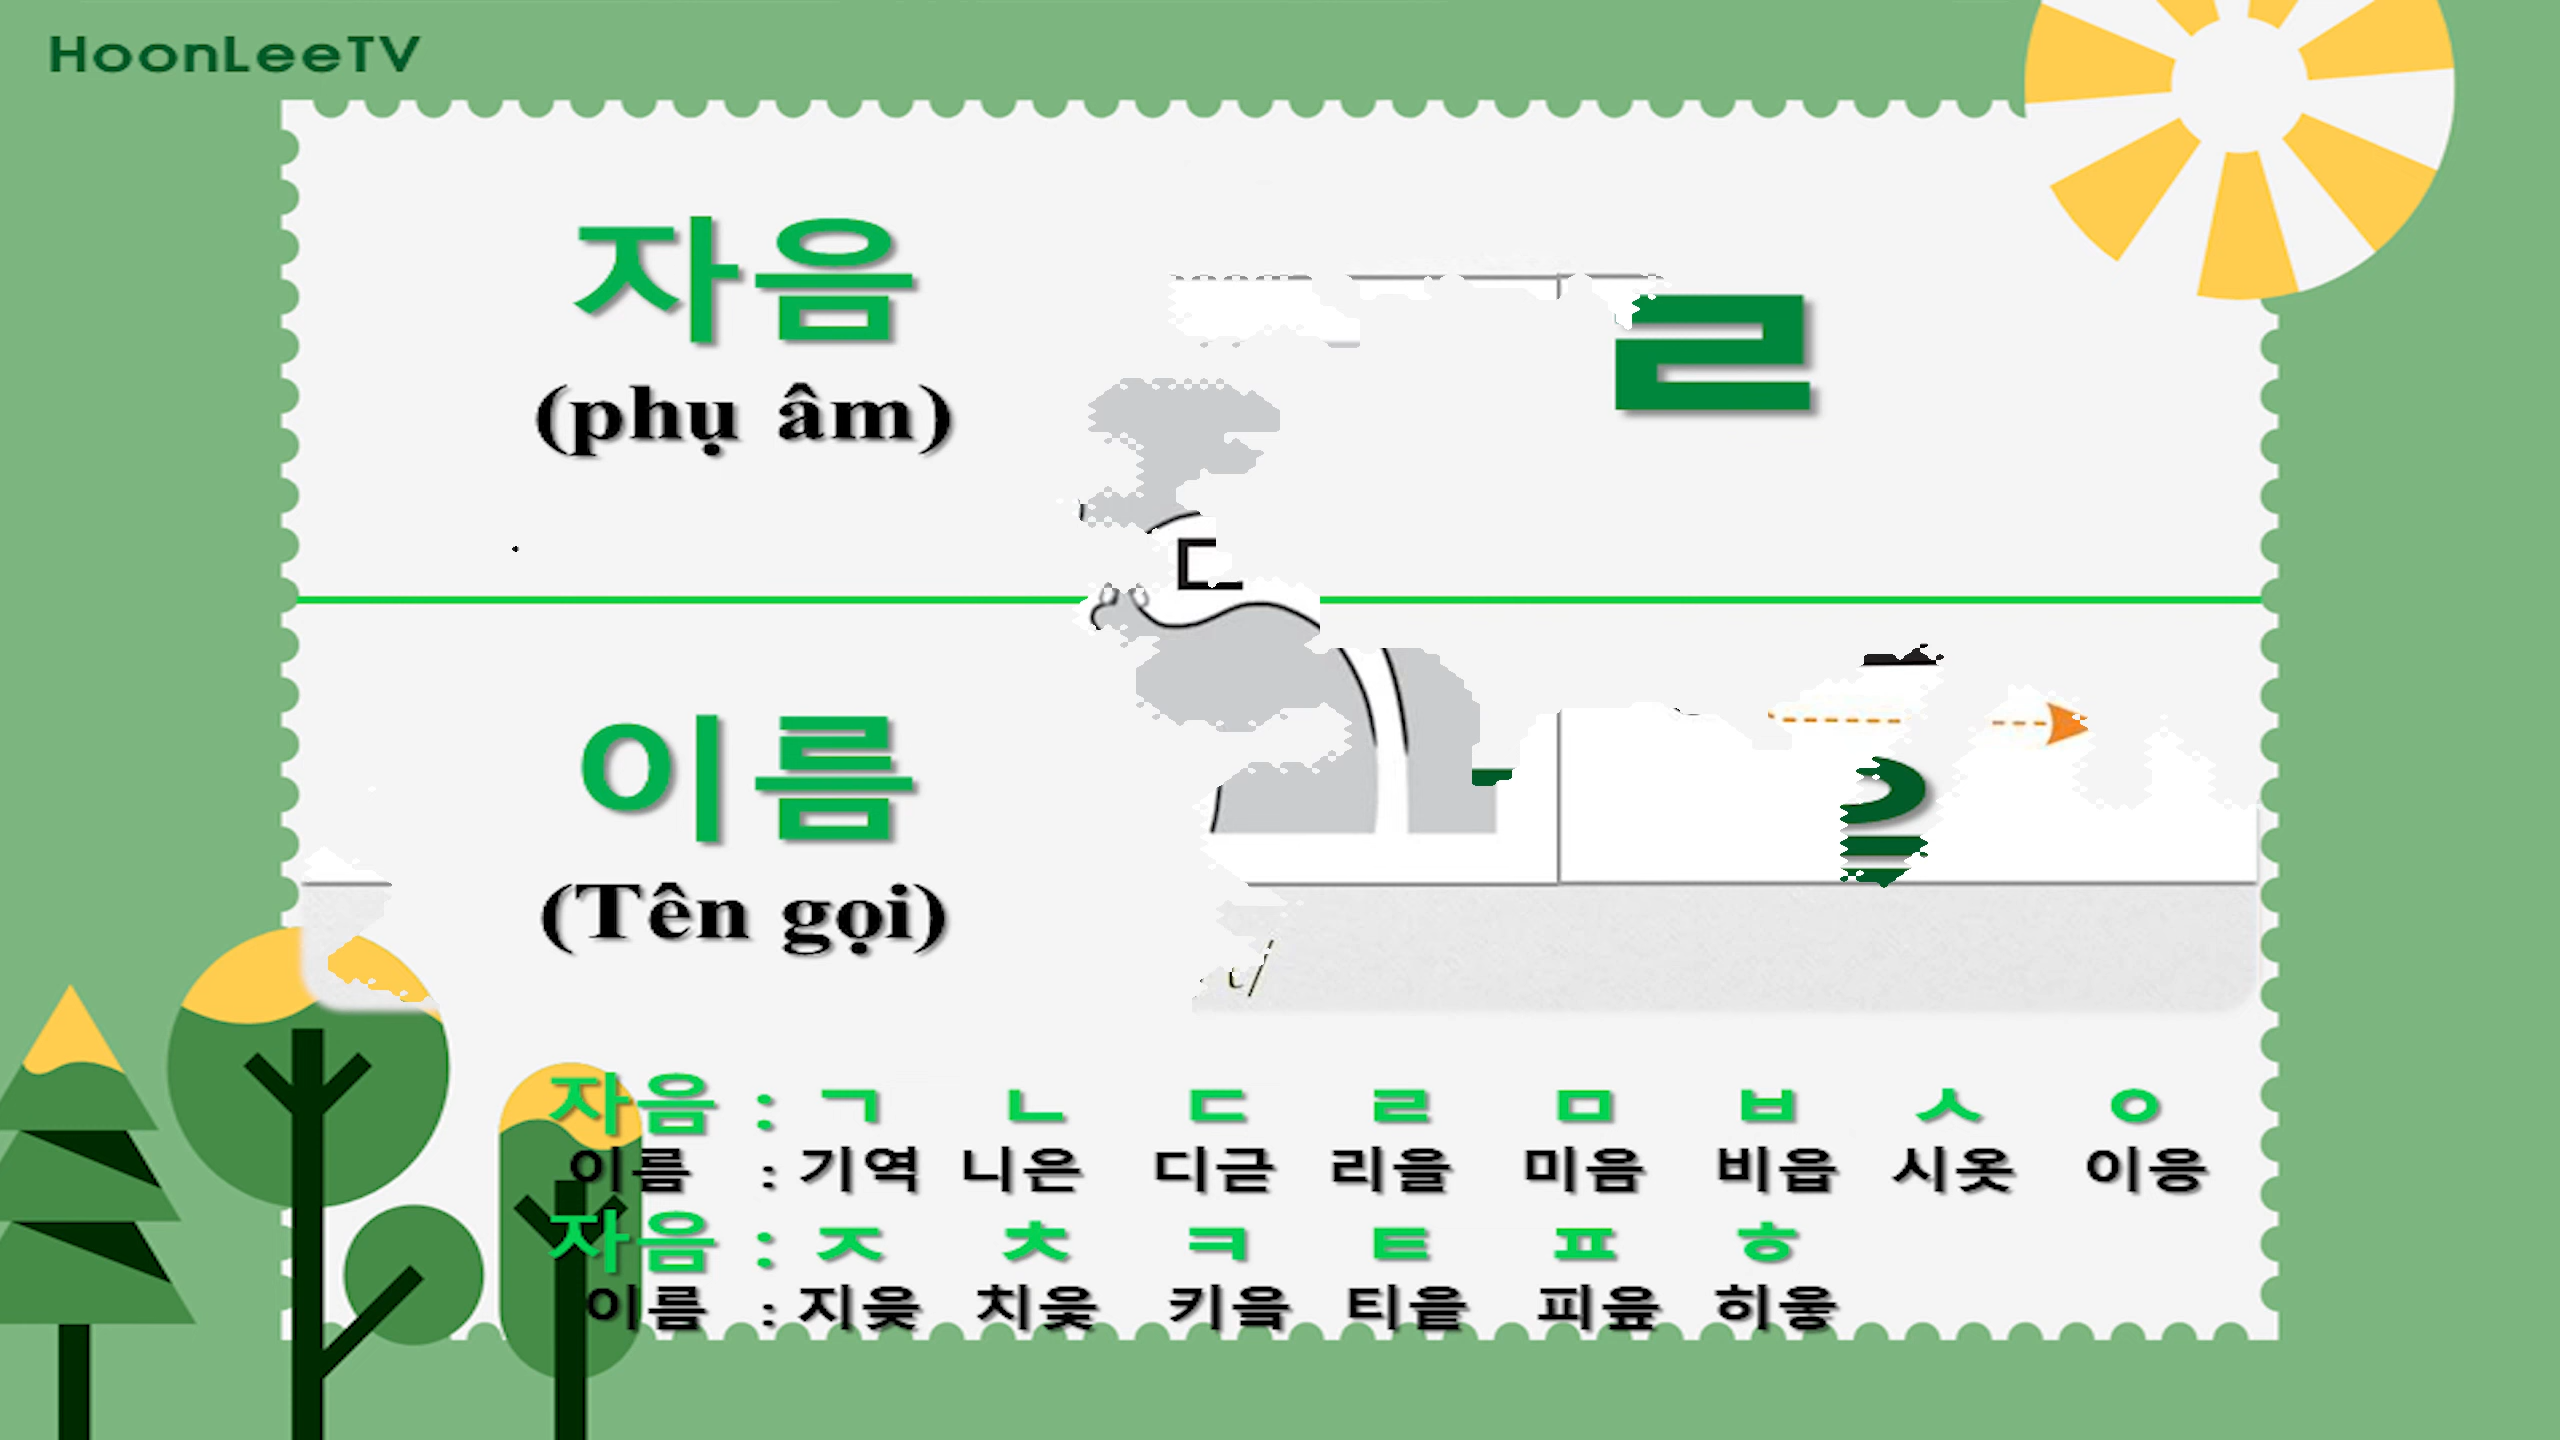 HoonLeeTV
자음
(phụ âm)
ㄹ
ㄷ
이름
(Tên gọi)
자음 : ㄱ ㄴ ㄷ ㄹ ㅁ ㅂ ㅅ ㅇ
이름 : 기역 니은 디귿 리을 미음 비읍 시옷 이응
자음 : ㅈ ㅊ ㅋ ㅌ ㅍ ㅎ
이름 : 지읒 치읓 키읔 티읕 피읖 히읗